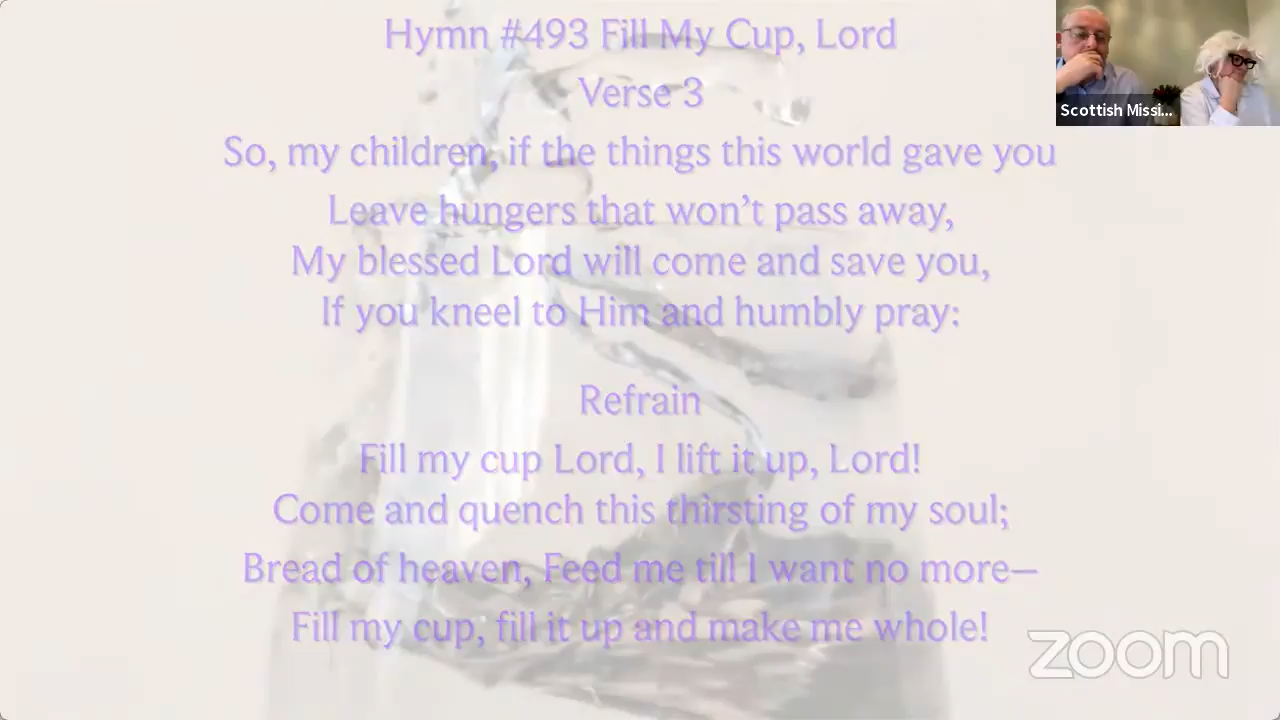 Hymn #493 Fill My Cup, Lord
Verse 3
So, my children, if the things this world gave you
Leave hungers that won’t pass away,
My blessed Lord will come and save you,
If you kneel to Him and humbly pray:
Refrain
Fill my cup Lord, I lift it up, Lord!
Come and quench this thirsting of my soul;
Bread of heaven, Feed me till I want no more—
Fill my cup, fill it up and make me whole!
Scottish Missi...
zoom